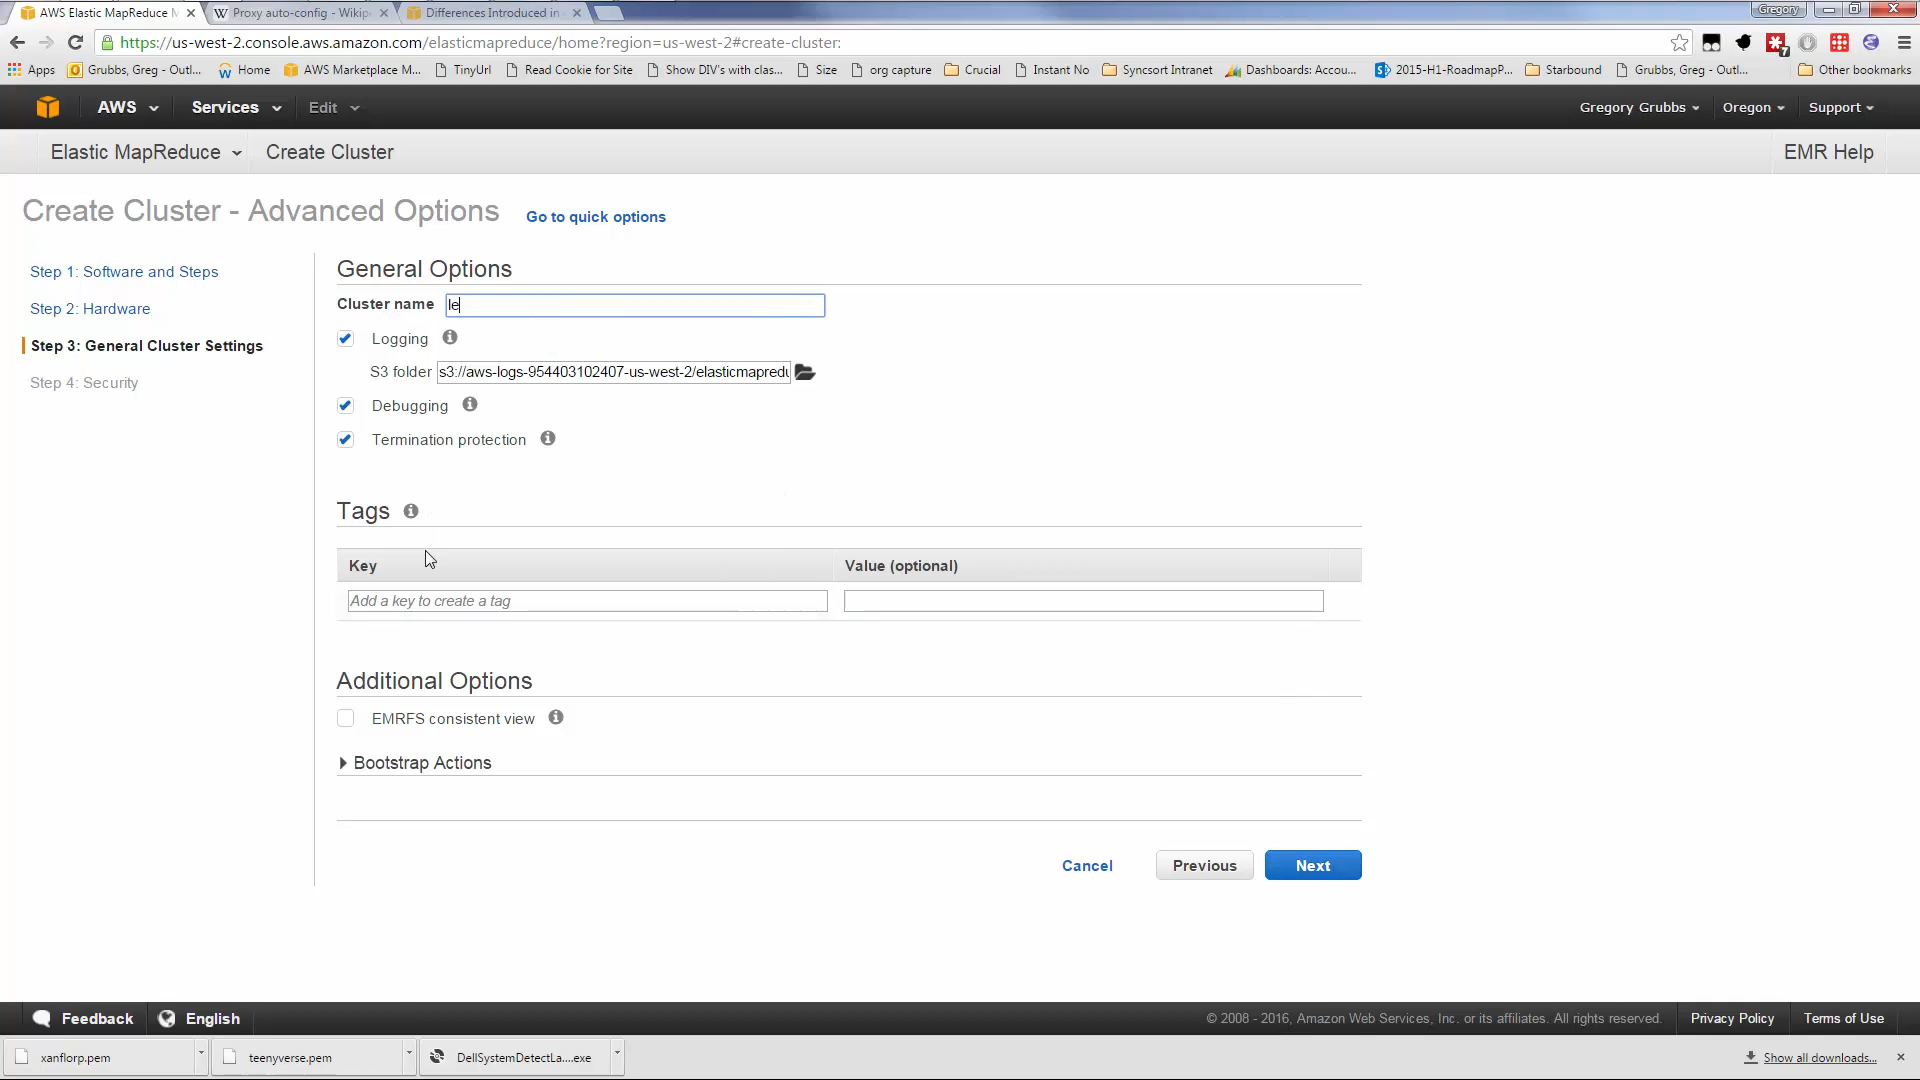 AWS Elastic MapReduce M
Proxy auto-config - Wikip
Differences Introduced in
Gregory
https://us-west-2.console.aws.amazon.com/elasticmapreduce/home?region=us-west-2#create-cluster:
7
Apps
Grubbs, Greg - Outl...
Home
AWS Marketplace M...
TinyUrl
Read Cookie for Site
Show DIV's with clas...
Size
org capture
Crucial
Instant No
Syncsort Intranet
Dashboards: Accou...
2015-H1-RoadmapP...
Starbound
Grubbs, Greg - Outl...
Other bookmarks
AWS
Services
Edit
Gregory Grubbs
Oregon
Support
Elastic MapReduce
Create Cluster
EMR Help
Create Cluster - Advanced Options
Go to quick options
Step 1: Software and Steps
Step 2: Hardware
Step 3: General Cluster Settings
Step 4: Security
General Options
Cluster name le
Logging
S3 folder s3://aws-logs-954403102407-us-west-2/elasticmapredu
Debugging
Termination protection
Tags
Key
Value (optional)
Add a key to create a tag
Additional Options
EMRFS consistent view
Bootstrap Actions
Cancel
Previous
Next
Feedback
English
© 2008 - 2016, Amazon Web Services, Inc. or its affiliates. All rights reserved.
Privacy Policy
Terms of Use
xanflorp.pem
teenyverse.pem
DellSystemDetectLa....exe
Show all downloads...